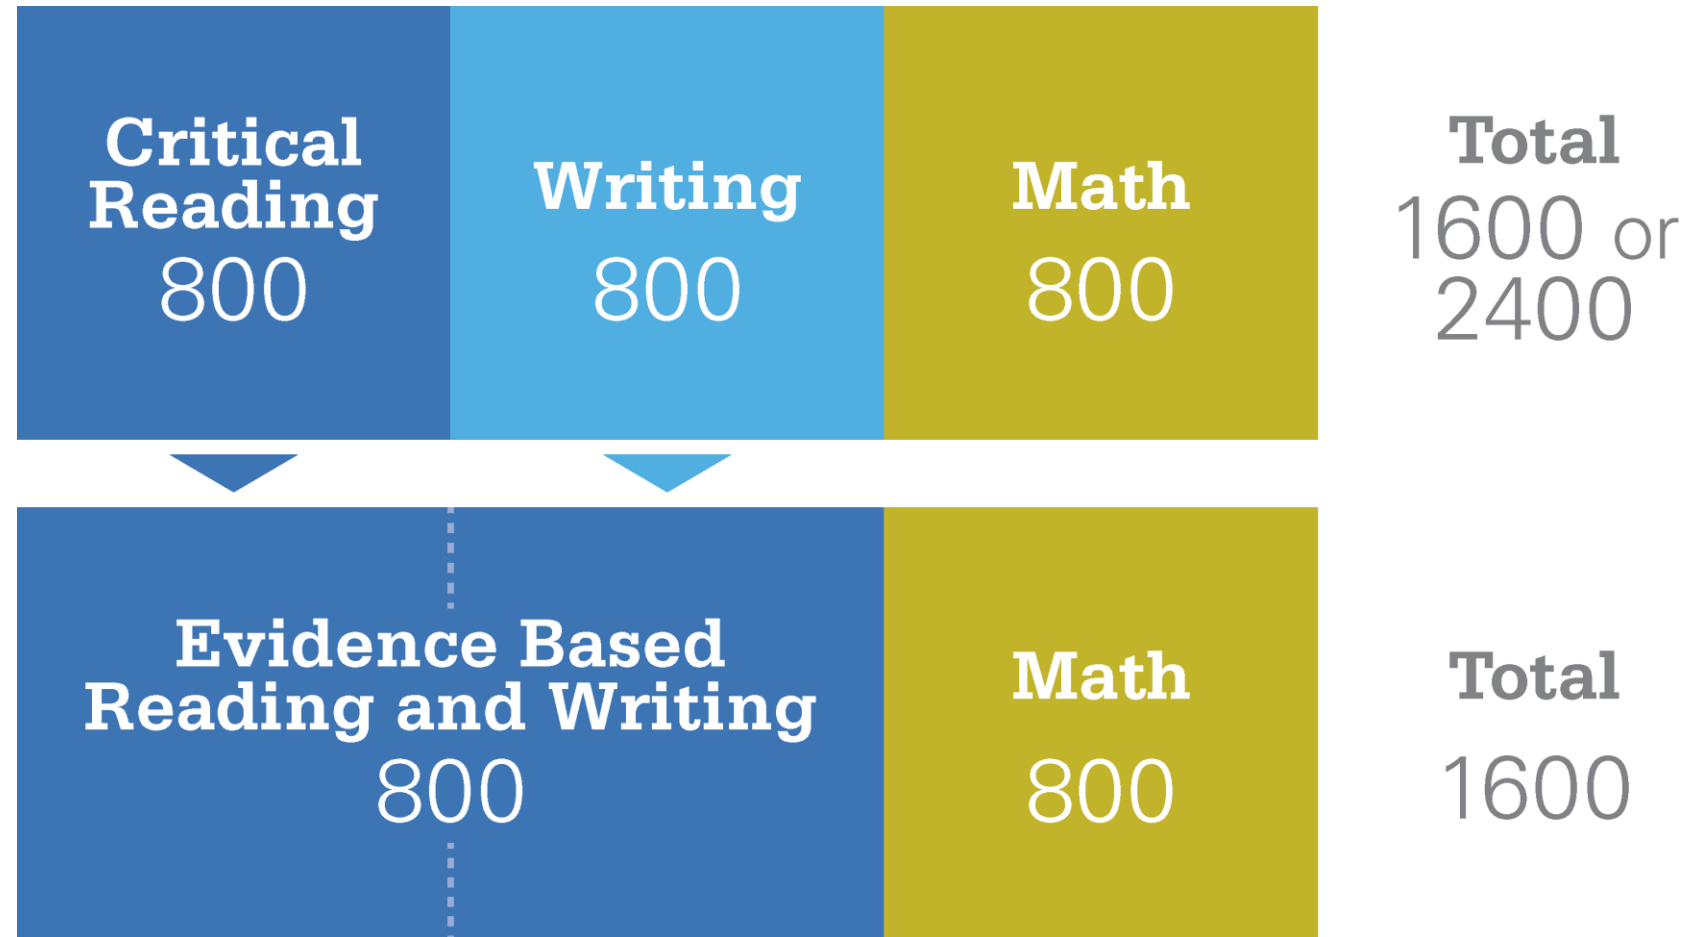 Critical
Reading
800
Writing
800
Math
800
Total
1600 or
2400
Evidence Based
Reading and Writing
800
Math
800
Total
1600